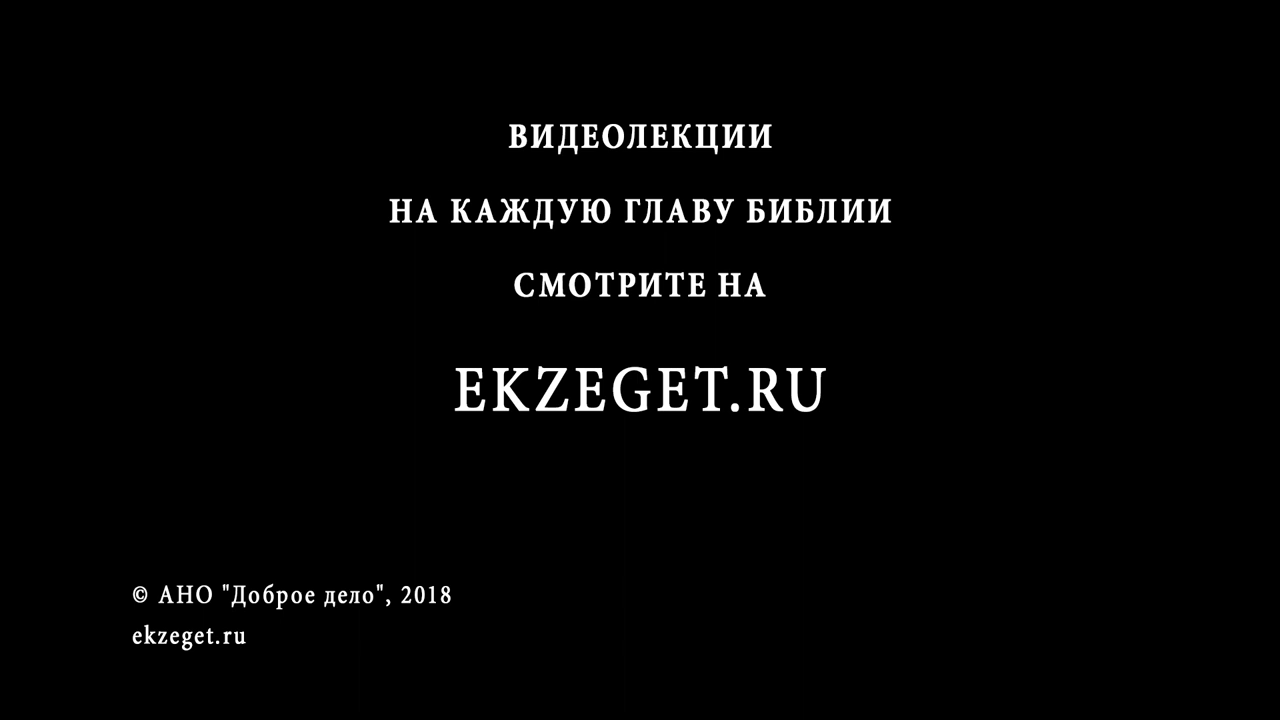 ВИДЕОЛЕКЦИИ
НА КАЖДУЮ ГЛАВУ БИБЛИИ
СМОТРИТЕ НА
EKZEGET.RU
© АНО "Доброе дело", 2018
ekzeget.ru